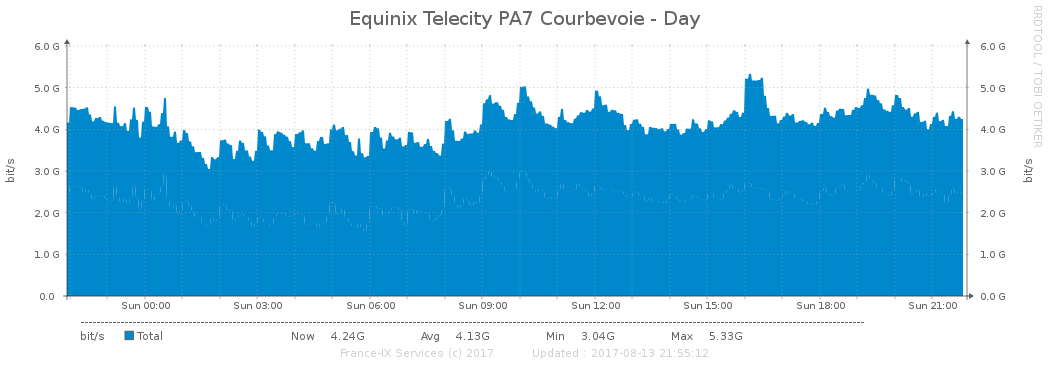 Equinix Telecity PA7 Courbevoie - Day
RRDTOOL / TOBI OETIKER
6.0 G 6.0 G
5.0 G 5.0 G
4.0 G 4.0 G
3.0 G 3.0 G
2.0 G 2.0 G
1.0 G 1.0 G
0.0 0.0 G
bit/s bit/s
Sun 00:00 Sun 03:00 Sun 06:00 Sun 09:00 Sun 12:00 Sun 15:00 Sun 18:00 Sun 21:00
bit/s Total Now 4.24G Avg 4.13G Min 3.04G Max 5.33G
France-IX Services (c) 2017 Updated : 2017-08-13 21:55:12